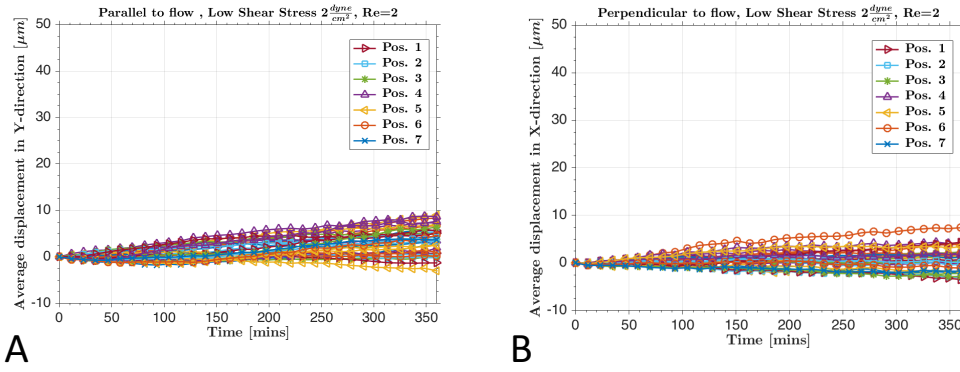 Parallel to flow , Low Shear Stress 2 dyne/cm², Re=2
Average displacement in Y-direction [μm]
50
40
30
20
10
0
-10
Pos. 1
Pos. 2
Pos. 3
Pos. 4
Pos. 5
Pos. 6
Pos. 7
0 50 100 150 200 250 300 350
Time [mins]
A
Perpendicular to flow, Low Shear Stress 2 dyne/cm², Re=2
Average displacement in X-direction [μm]
50
40
30
20
10
0
-10
Pos. 1
Pos. 2
Pos. 3
Pos. 4
Pos. 5
Pos. 6
Pos. 7
0 50 100 150 200 250 300 350
Time [mins]
B